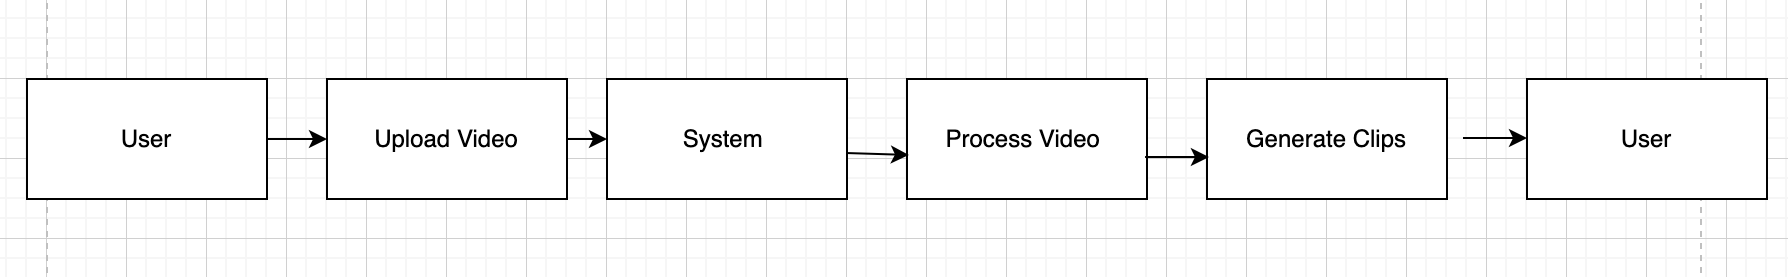 User
Upload Video
System
Process Video
Generate Clips
User